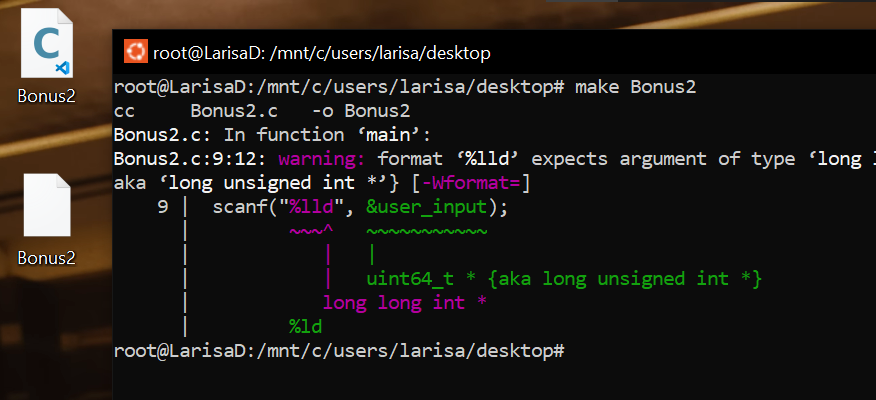 C
Bonus2
Bonus2
root@LarisaD: /mnt/c/users/larisa/desktop
root@LarisaD:/mnt/c/users/larisa/desktop# make Bonus2
cc     Bonus2.c   -o Bonus2
Bonus2.c: In function ‘main’:
Bonus2.c:9:12: warning: format ‘%lld’ expects argument of type ‘long l
aka ‘long unsigned int *’} [-Wformat=]
    9 |  scanf("%lld", &user_input);
      |         ~~~^   ~~~~~~~~~~~
      |            |   |
      |            |   uint64_t * {aka long unsigned int *}
      |            long long int *
      |         %ld
root@LarisaD:/mnt/c/users/larisa/desktop#